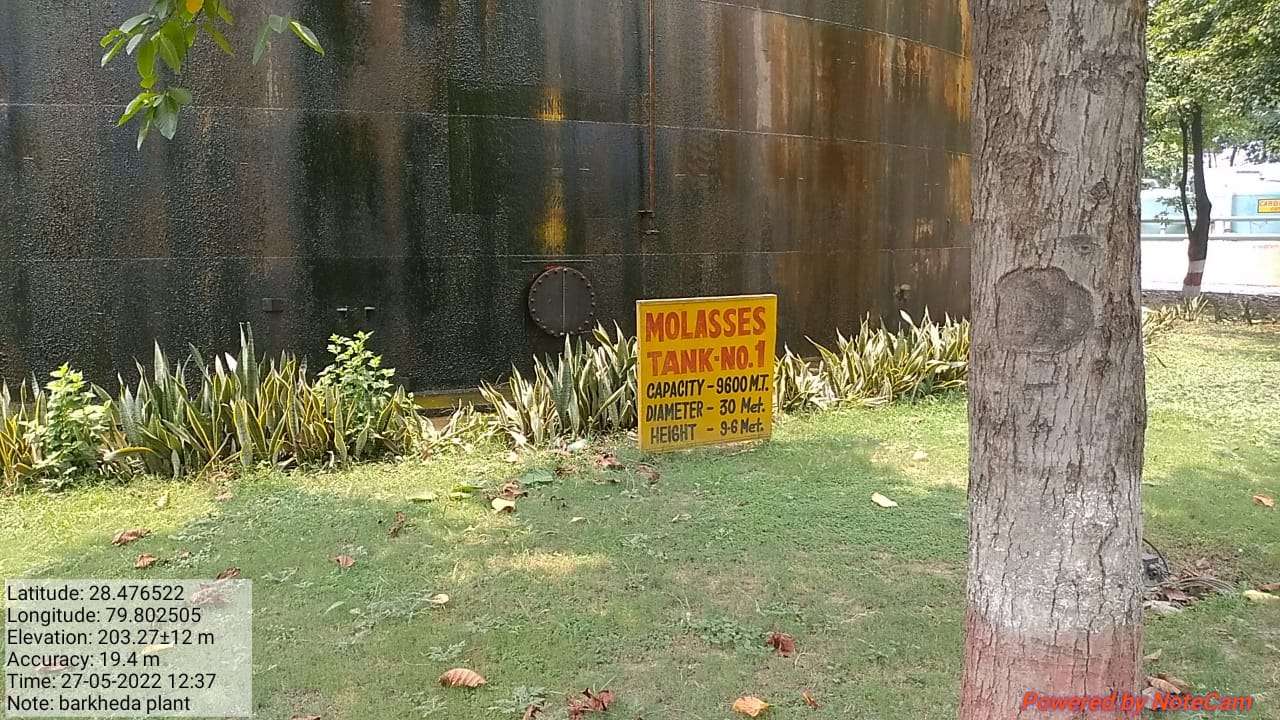 MOLASSES
TANK-NO.1
CAPACITY - 9600 M.T.
DIAMETER - 30 Met.
HEIGHT - 9.6 Met.
Latitude: 28.476522
Longitude: 79.802505
Elevation: 203.27±12 m
Accuracy: 19.4 m
Time: 27-05-2022 12:37
Note: barkheda plant
Powered by NoteCam